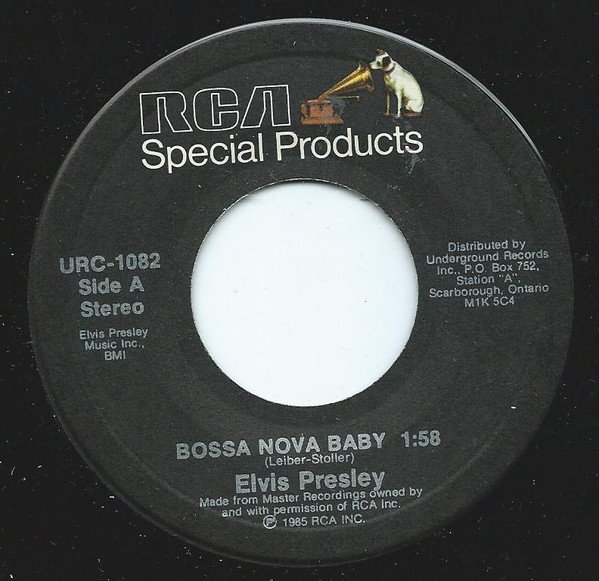 RCA
Special Products
URC-1082
Side A
Stereo
Elvis Presley
Music Inc.,
BMI
Distributed by
Underground Records
Inc., P.O. Box 752,
Station "A",
Scarborough, Ontario
M1K 5C4
BOSSA NOVA BABY 1:58
(Leiber-Stoller)
Elvis Presley
Made from Master Recordings owned by
and with permission of RCA Inc.
℗ 1985 RCA INC.